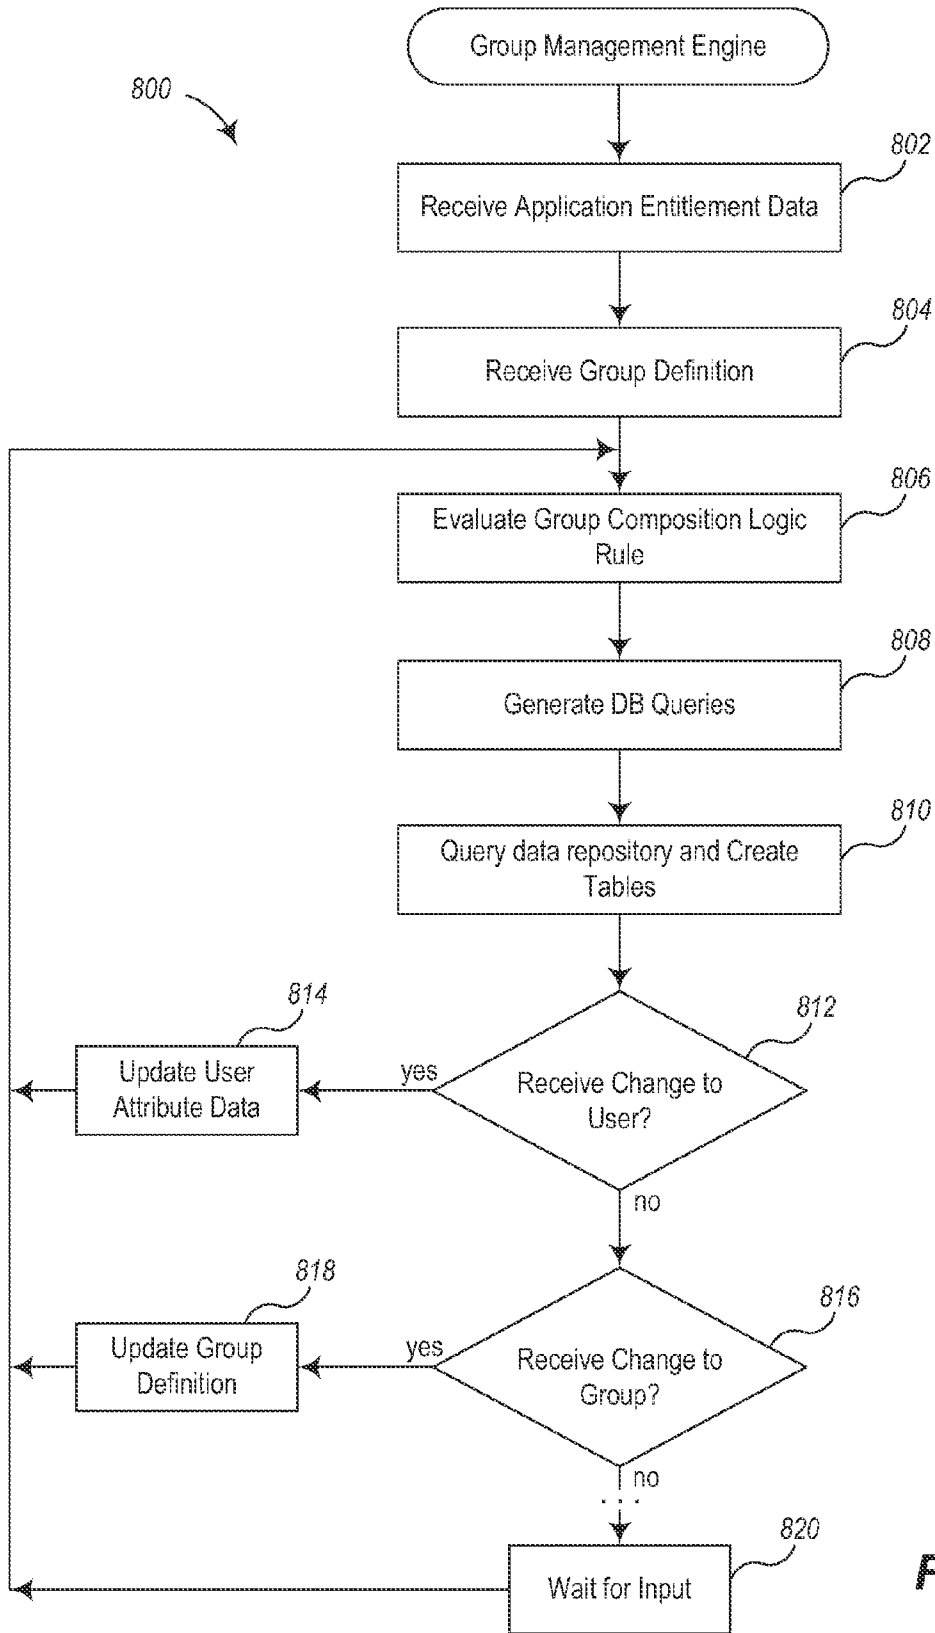 Group Management Engine
800
802
Receive Application Entitlement Data
804
Receive Group Definition
806
Evaluate Group Composition Logic
Rule
808
Generate DB Queries
810
Query data repository and Create
Tables
812
Receive Change to
User?
yes
814
Update User
Attribute Data
no
816
Receive Change to
Group?
yes
818
Update Group
Definition
no
. . .
820
Wait for Input